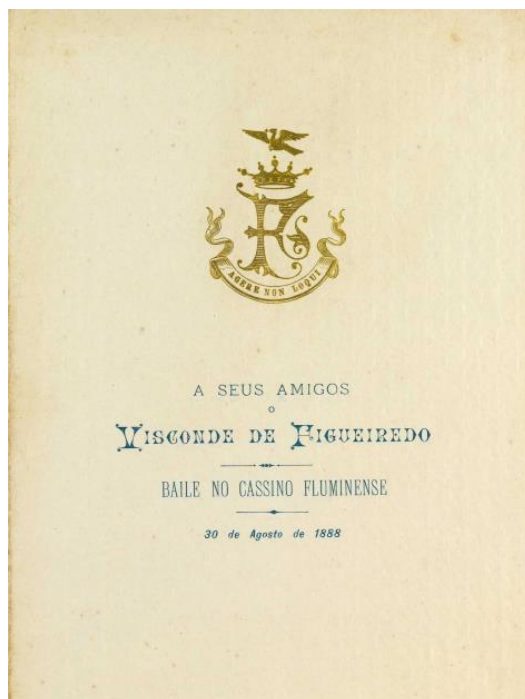 F
AGERE NON LOQUI
A SEUS AMIGOS
O
VISCONDE DE FIGUEIREDO
BAILE NO CASSINO FLUMINENSE
30 de Agosto de 1888